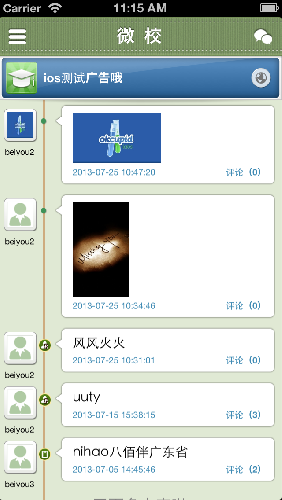 Carrier 11:15 AM
微 校
ios测试广告哦
beiyou2
2013-07-25 10:47:20 评论 (0)
beiyou2
2013-07-25 10:34:46 评论 (0)
风风火火
beiyou2
2013-07-25 10:31:01 评论 (0)
uuty
beiyou2
2013-07-15 15:38:15 评论 (3)
nihao八佰伴广东省
beiyou3
2013-07-05 14:45:46 评论 (2)